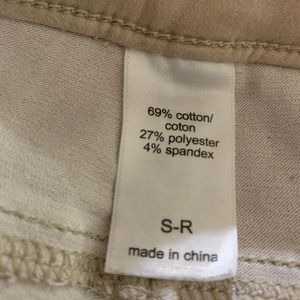 69% cotton/
coton
27% polyester
4% spandex
S-R
made in china